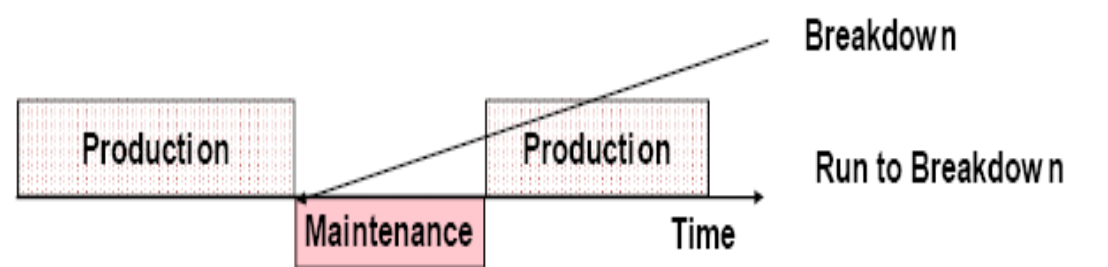 Breakdown
Production
Production
Run to Breakdown
Maintenance
Time